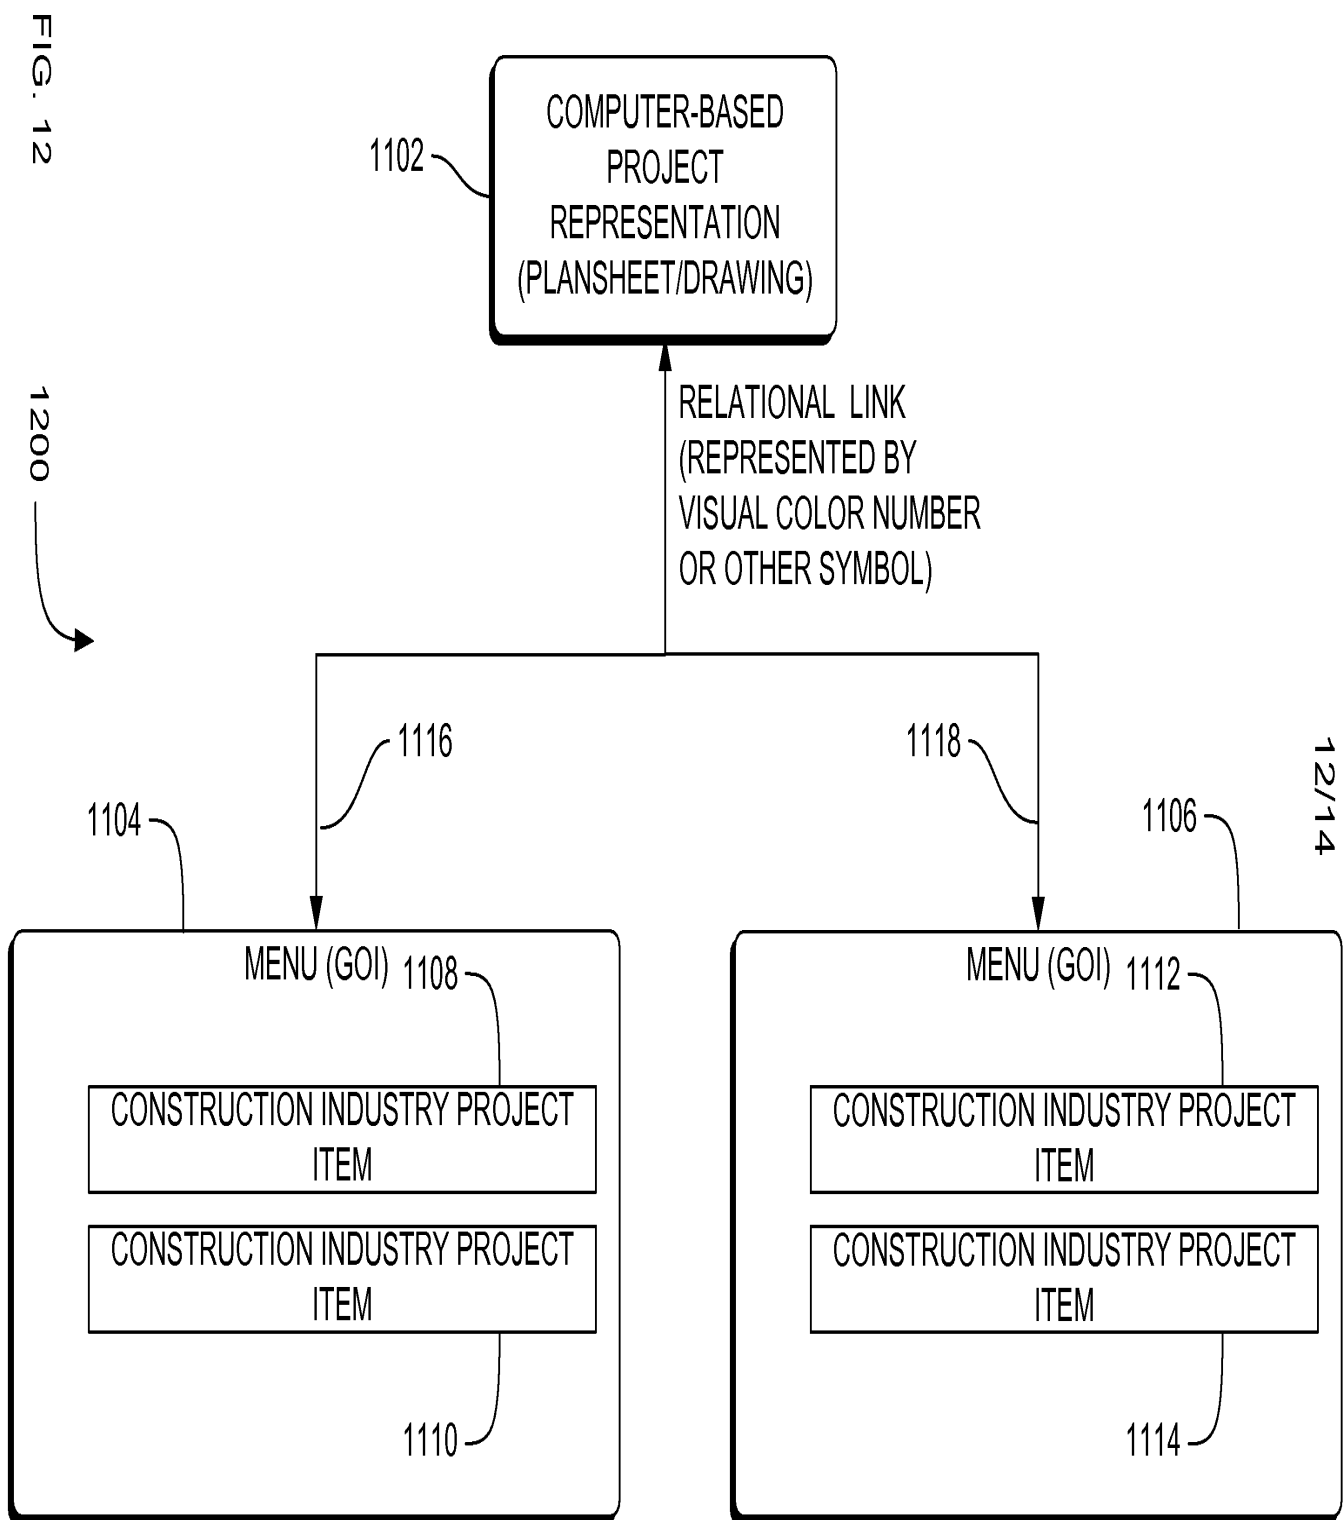 FIG. 12
1200
12/14
COMPUTER-BASED
PROJECT
REPRESENTATION
(PLANSHEET/DRAWING)
1102
RELATIONAL LINK
(REPRESENTED BY
VISUAL COLOR NUMBER
OR OTHER SYMBOL)
1116
1118
1104
1106
MENU (GOI)
1108
CONSTRUCTION INDUSTRY PROJECT
ITEM
CONSTRUCTION INDUSTRY PROJECT
ITEM
1110
MENU (GOI)
1112
CONSTRUCTION INDUSTRY PROJECT
ITEM
CONSTRUCTION INDUSTRY PROJECT
ITEM
1114